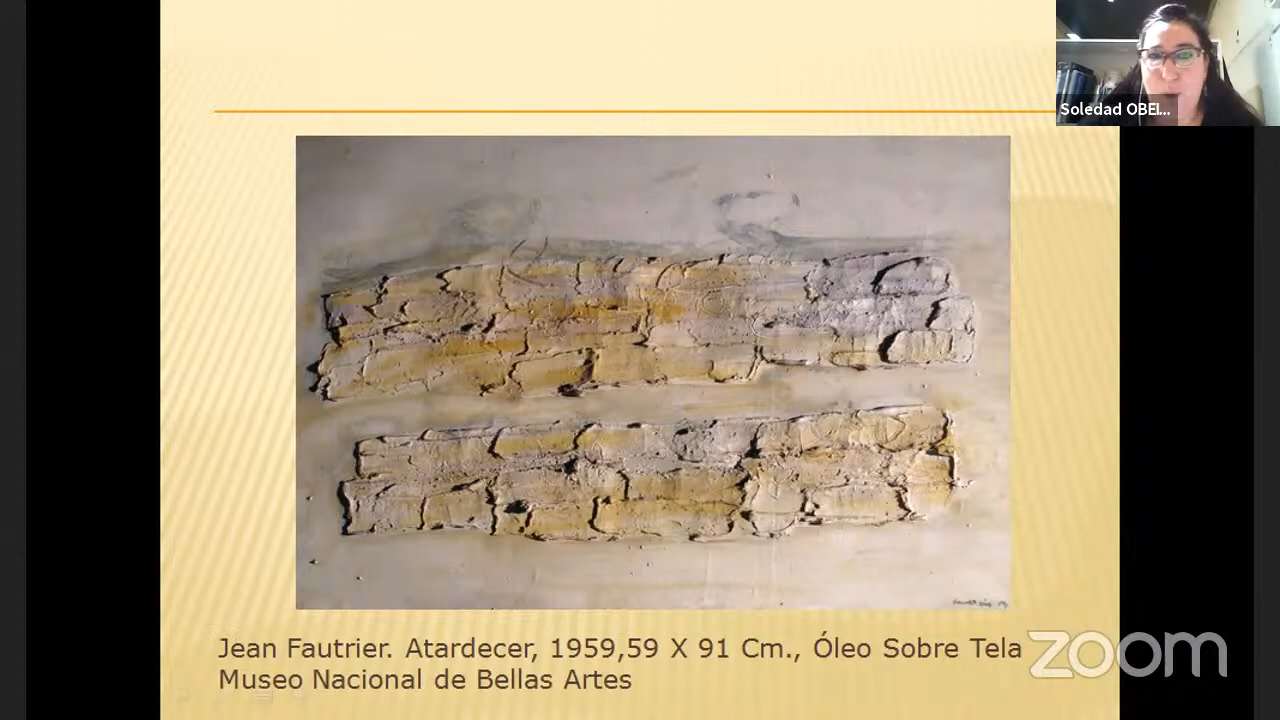 Soledad OBEI...
Jean Fautrier. Atardecer, 1959,59 X 91 Cm., Óleo Sobre Tela
Museo Nacional de Bellas Artes
zoom